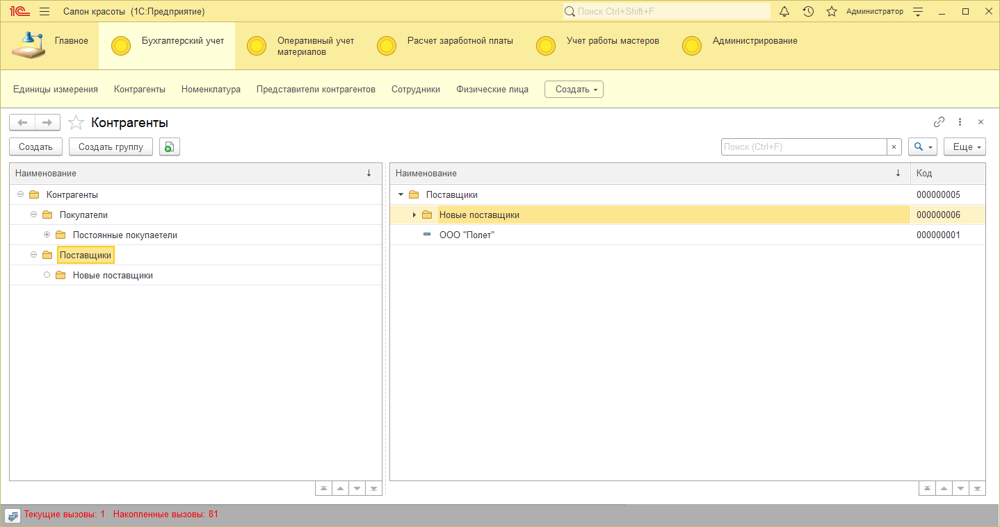 1С Салон красоты (1С:Предприятие) Поиск Ctrl+Shift+F Администратор
Главное Бухгалтерский учет Оперативный учет материалов Расчет заработной платы Учет работы мастеров Администрирование
Единицы измерения Контрагенты Номенклатура Представители контрагентов Сотрудники Физические лица Создать
Контрагенты
Создать Создать группу Поиск (Ctrl+F) × Еще
Наименование ↓ Наименование ↓ Код
Контрагенты Поставщики 000000005
Покупатели Новые поставщики 000000006
Постоянные покупаетели ООО "Полет" 000000001
Поставщики
Новые поставщики
Текущие вызовы: 1 Накопленные вызовы: 81